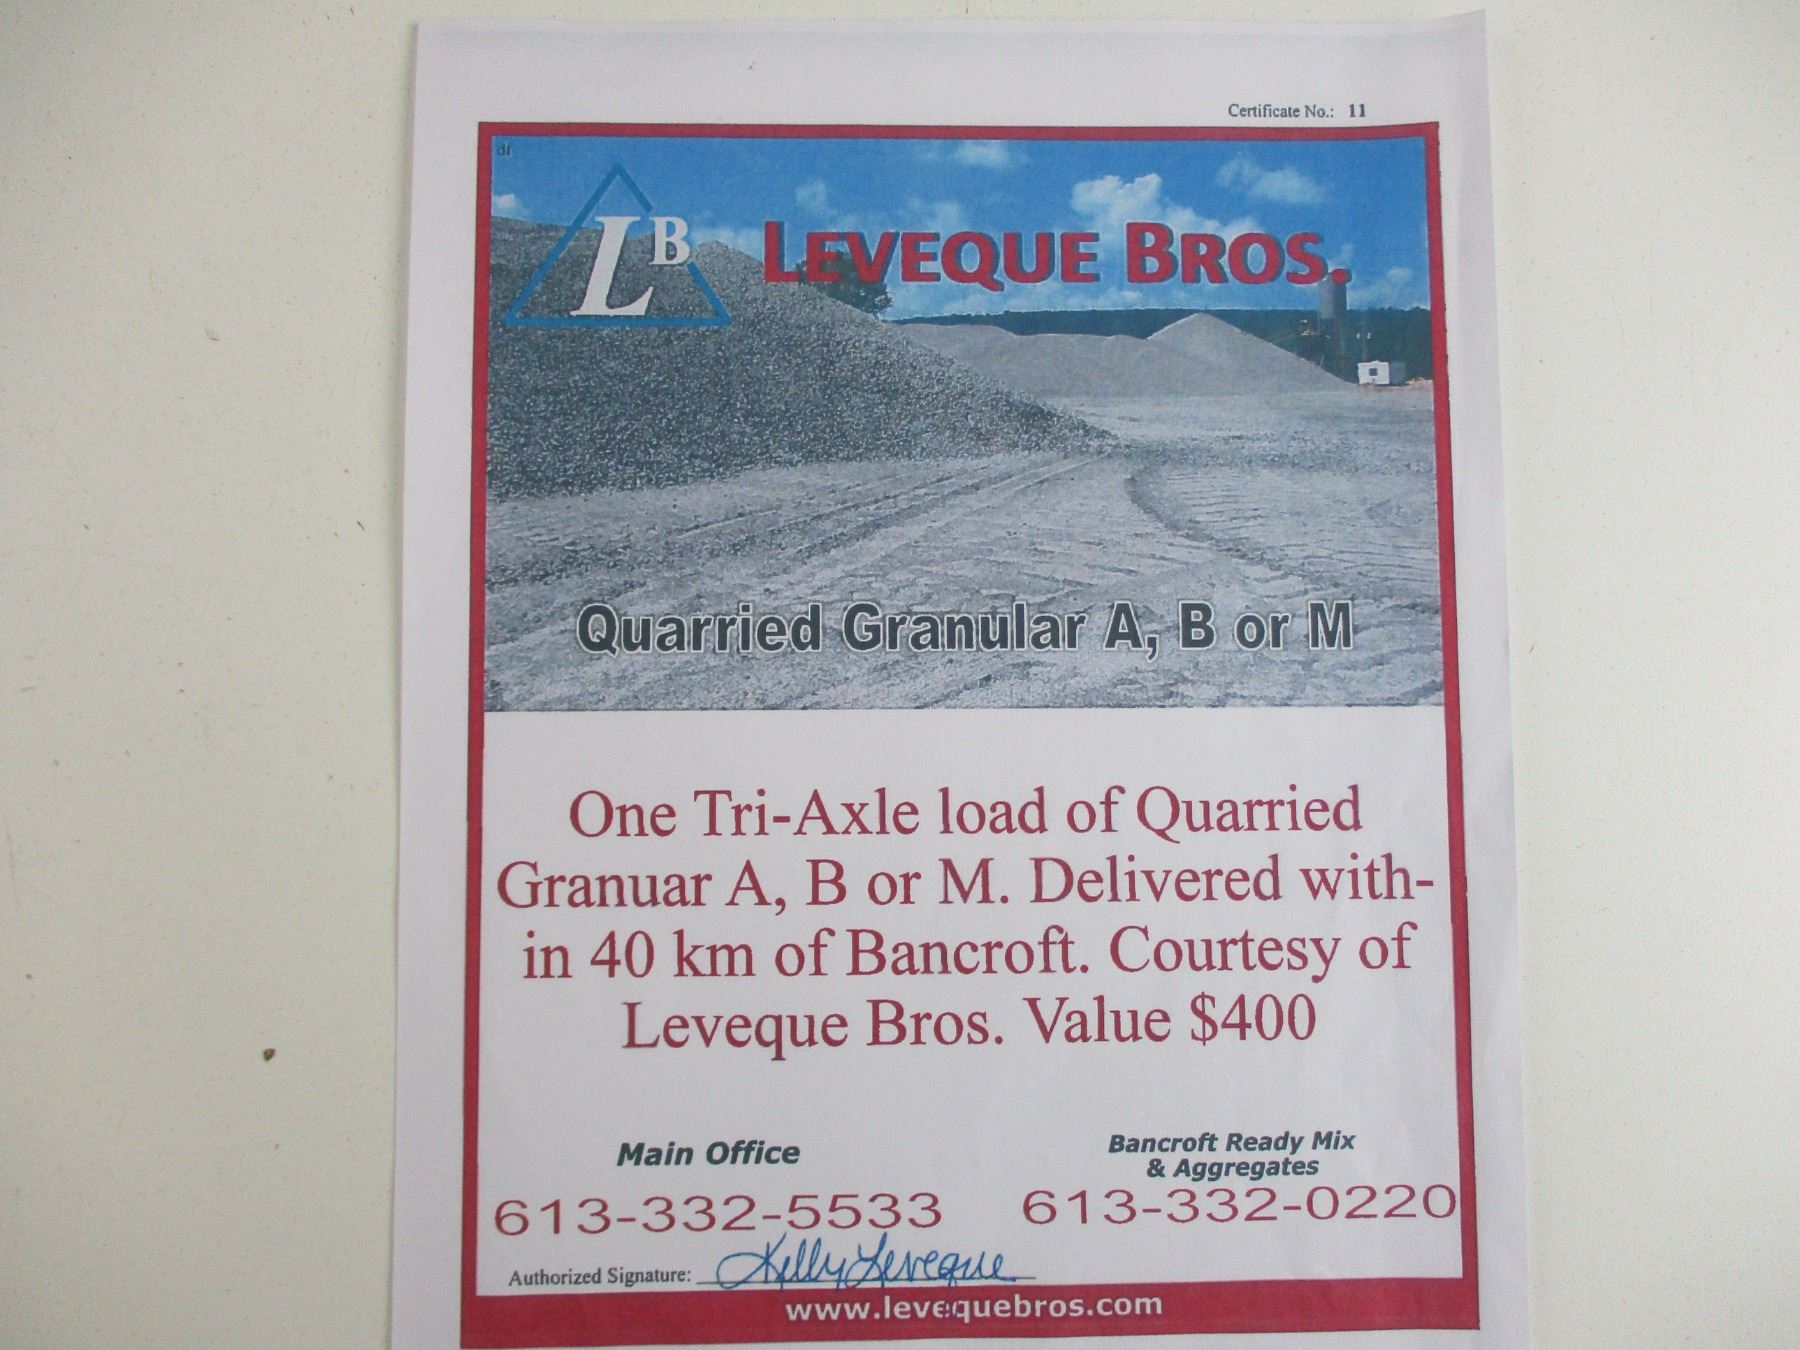 Certificate No.: 11
df
LB
LEVEQUE BROS.
Quarried Granular A, B or M
One Tri-Axle load of Quarried
Granuar A, B or M. Delivered with-
in 40 km of Bancroft. Courtesy of
Leveque Bros. Value $400
Main Office
613-332-5533
Bancroft Ready Mix
& Aggregates
613-332-0220
Authorized Signature: Kelly Leveque
www.levequebros.com